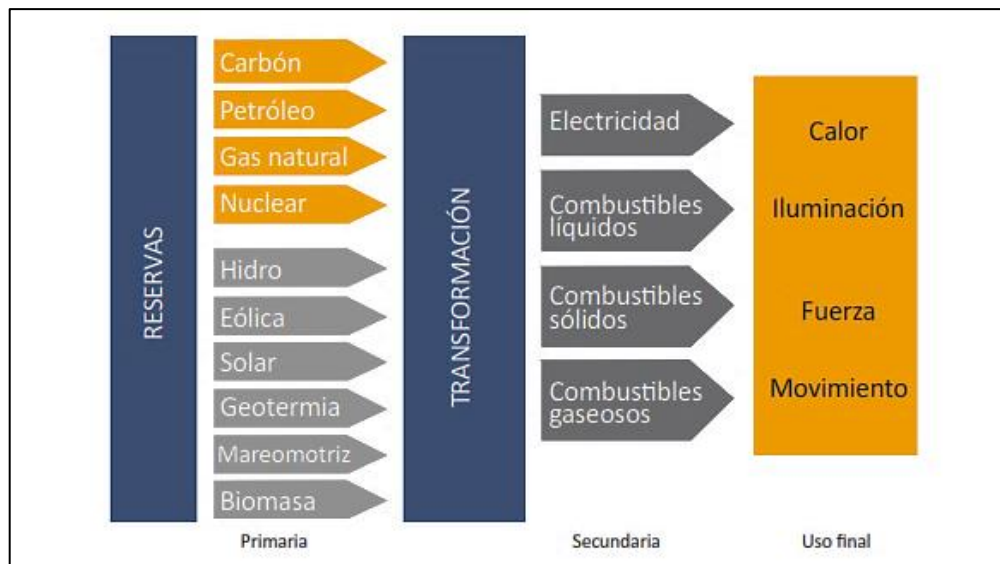 RESERVAS
Carbón
Petróleo
Gas natural
Nuclear
Hidro
Eólica
Solar
Geotermia
Mareomotriz
Biomasa
Primaria
TRANSFORMACIÓN
Electricidad
Combustibles
líquidos
Combustibles
sólidos
Combustibles
gaseosos
Secundaria
Calor
Iluminación
Fuerza
Movimiento
Uso final